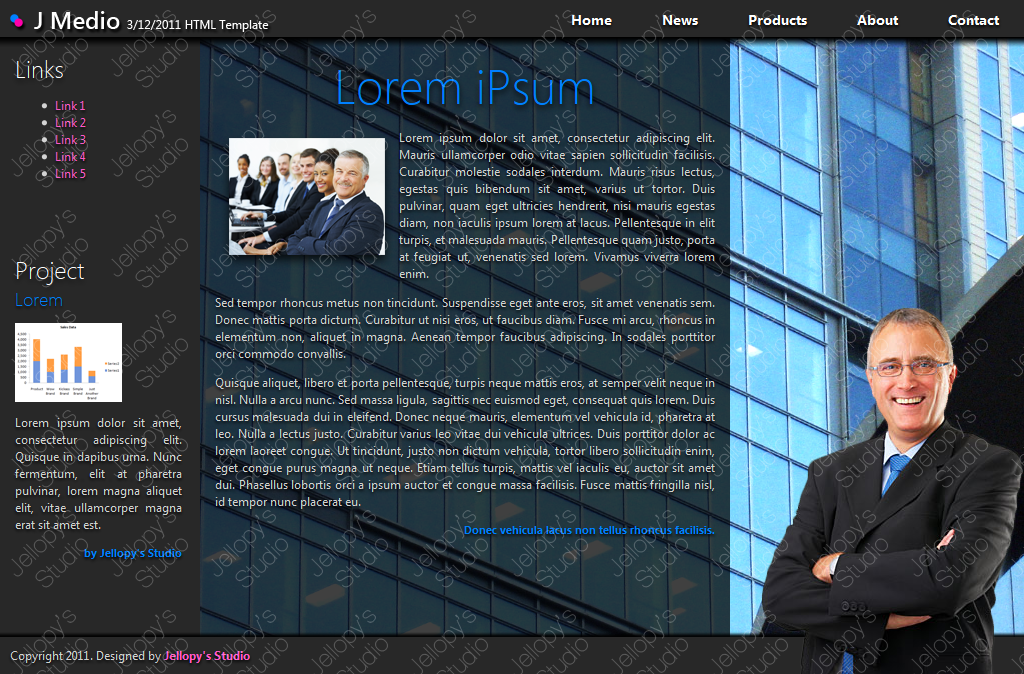 J Medio 3/12/2011 HTML Template
Home News Products About Contact
Links
Link 1
Link 2
Link 3
Link 4
Link 5
Project
Lorem
Sales Data
Lorem ipsum dolor sit amet,
consectetur adipiscing elit.
Quisque in dapibus urna. Nunc
fermentum, elit at pharetra
pulvinar, lorem magna aliquet
elit, vitae ullamcorper magna
erat sit amet est.
by Jellopy's Studio
Lorem iPsum
Lorem ipsum dolor sit amet, consectetur adipiscing elit.
Mauris ullamcorper odio vitae sapien sollicitudin facilisis.
Curabitur molestie sodales interdum. Mauris risus lectus,
egestas quis bibendum sit amet, varius ut tortor. Duis
pulvinar, quam eget ultricies hendrerit, nisi mauris egestas
diam, non iaculis ipsum lorem at lacus. Pellentesque in elit
turpis, et malesuada mauris. Pellentesque quam justo, porta
at feugiat ut, venenatis sed lorem. Vivamus viverra lorem
enim.
Sed tempor rhoncus metus non tincidunt. Suspendisse eget ante eros, sit amet venenatis sem.
Donec mattis porta dictum. Curabitur ut nisi eros, ut faucibus diam. Fusce mi arcu, rhoncus in
elementum non, aliquet in magna. Aenean tempor faucibus adipiscing. In sodales porttitor
orci commodo convallis.
Quisque aliquet, libero et porta pellentesque, turpis neque mattis eros, at semper velit neque in
nisl. Nulla a arcu nunc. Sed massa ligula, sagittis nec euismod eget, consequat quis lorem. Duis
cursus malesuada dui in eleifend. Donec neque mauris, elementum vel vehicula id, pharetra at
leo. Nulla a lectus justo. Curabitur varius leo vitae dui vehicula ultrices. Duis porttitor dolor ac
lorem laoreet congue. Ut tincidunt, justo non dictum vehicula, tortor libero sollicitudin enim,
eget congue purus magna ut neque. Etiam tellus turpis, mattis vel iaculis eu, auctor sit amet
dui. Phasellus lobortis orci a ipsum auctor et congue massa facilisis. Fusce mattis fringilla nisl,
id tempor nunc placerat eu.
Donec vehicula lacus non tellus rhoncus facilisis.
Copyright 2011. Designed by Jellopy's Studio
Jellopy's
Studio